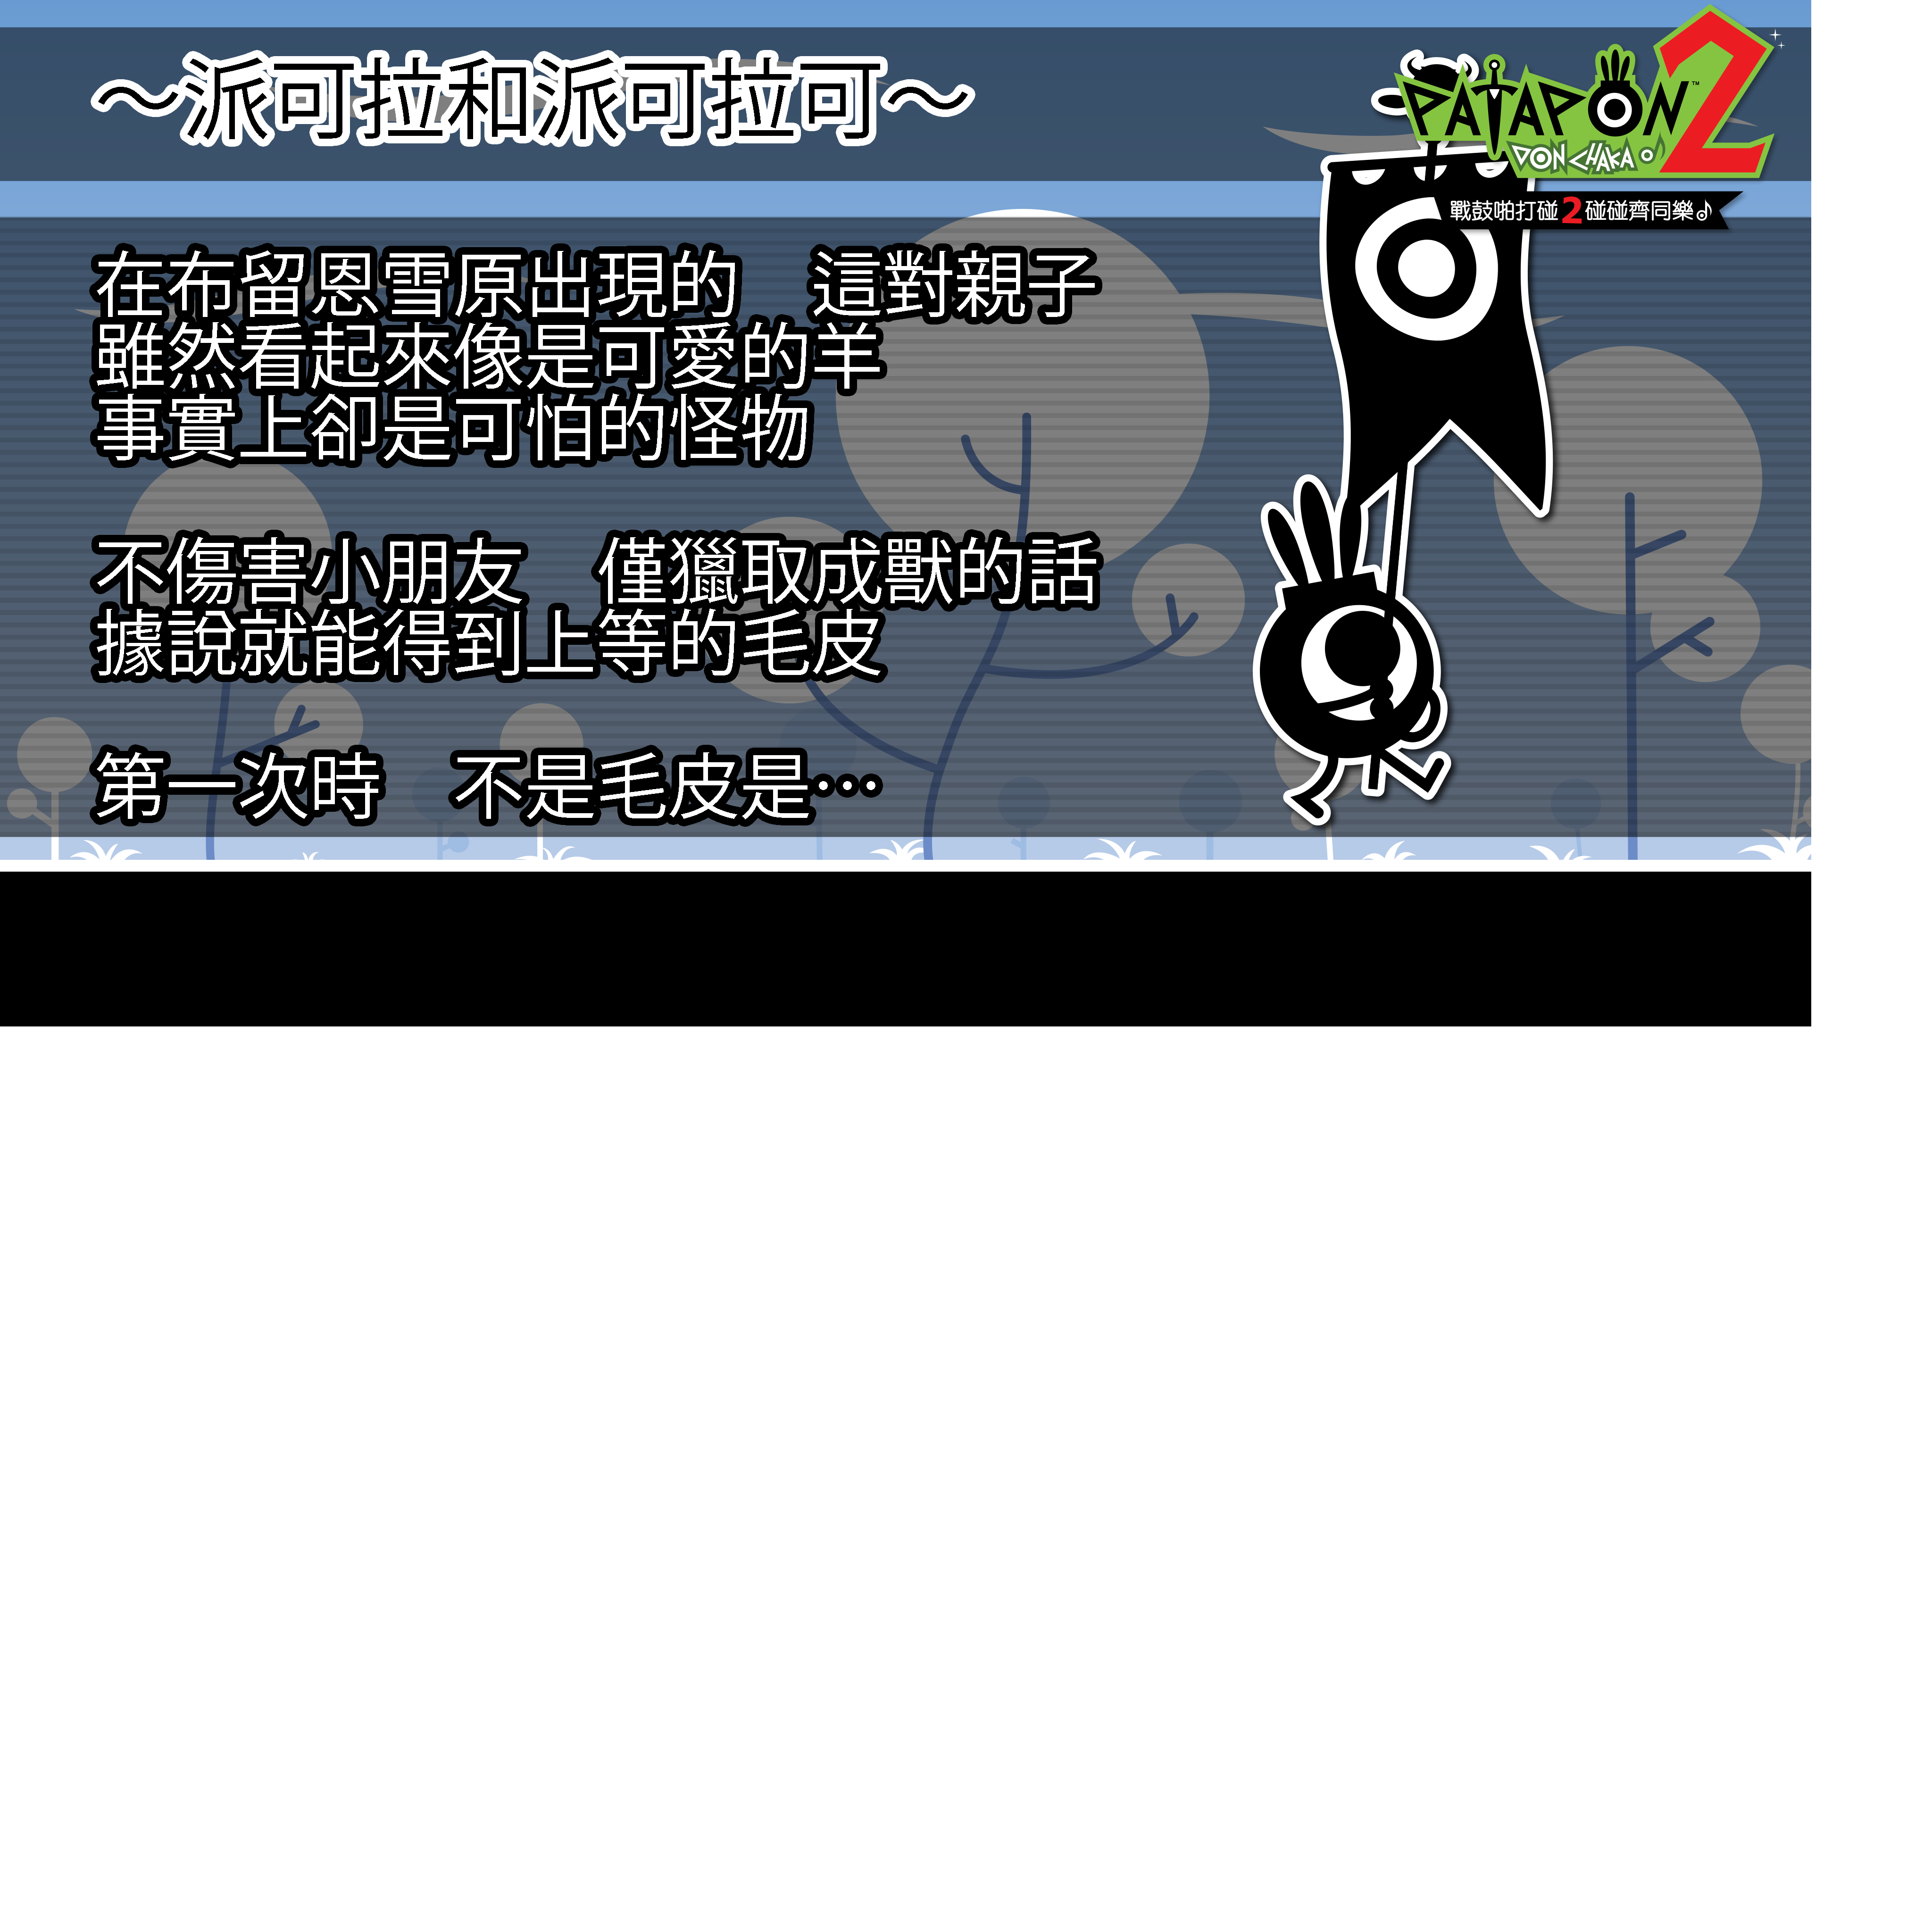 ～派可拉和派可拉可～
PATAPON 2™
DON CHAKA♪
戰鼓啪打碰2碰碰齊同樂♪
在布留恩雪原出現的　這對親子
雖然看起來像是可愛的羊
事實上卻是可怕的怪物
不傷害小朋友　僅獵取成獸的話
據說就能得到上等的毛皮
第一次時　不是毛皮是…